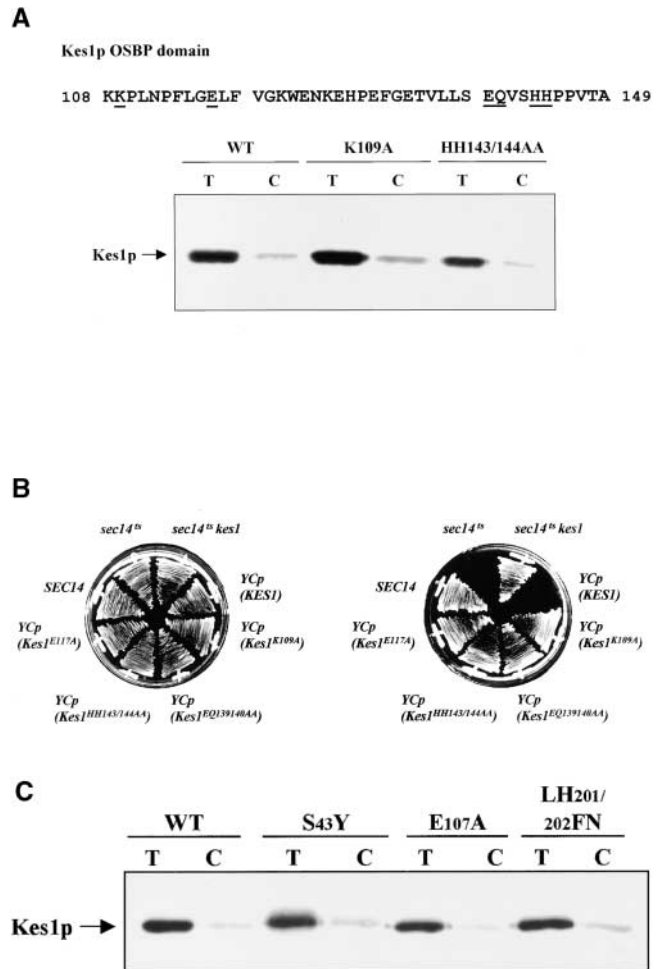 A
Kes1p OSBP domain
108 KKPLNPFLGELF VGKWENKEHPEFGETVLLS EQVSHHPPVTA 149
WT K109A HH143/144AA
T C T C T C
Kes1p
B
sec14ts sec14ts kes1
SEC14
YCp
(KES1)
YCp
(Kes1E117A)
YCp
(Kes1K109A)
YCp
(Kes1HH143/144AA)
YCp
(Kes1EQ139140AA)
sec14ts sec14ts kes1
SEC14
YCp
(KES1)
YCp
(Kes1E117A)
YCp
(Kes1K109A)
YCp
(Kes1HH143/144AA)
YCp
(Kes1EQ139140AA)
C
WT S43Y E107A LH201/
202FN
T C T C T C T C
Kes1p